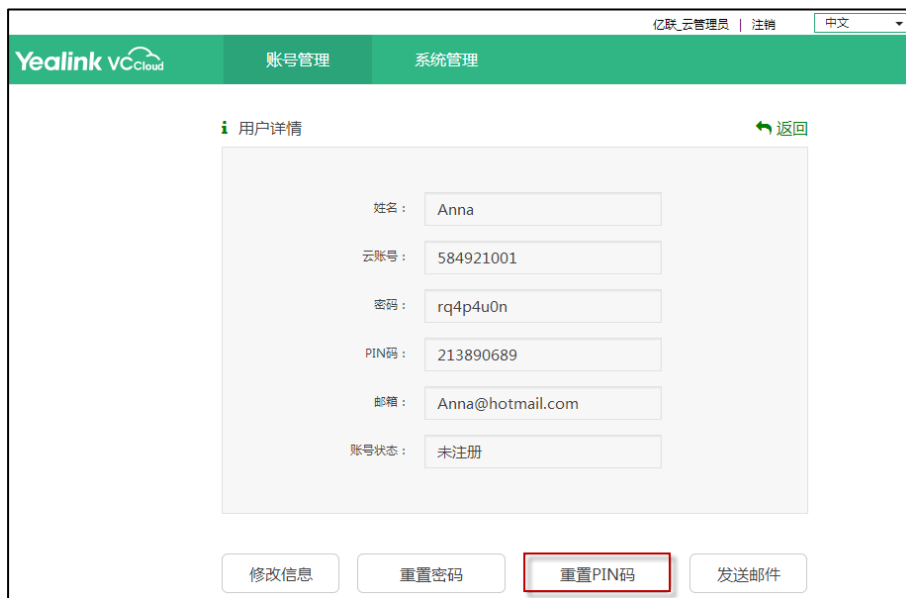 亿联_云管理员 | 注销 中文
Yealink VCCloud 账号管理 系统管理
i 用户详情 返回
姓名： Anna
云账号： 584921001
密码： rq4p4u0n
PIN码： 213890689
邮箱： Anna@hotmail.com
账号状态： 未注册
修改信息 重置密码 重置PIN码 发送邮件